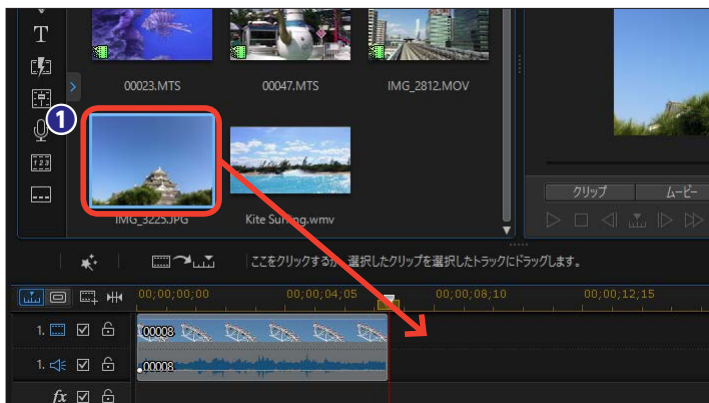 T
00023.MTS 00047.MTS IMG_2812.MOV
1
123
クリップ ムービー
IMG_3225.JPG Kite Surfing.wmv
ここをクリックするか、選択したクリップを選択したトラックにドラッグします。
00;00;00;00 00;00;04;05 00;00;08;10 00;00;12;15
1. 00008
1. 00008
fx